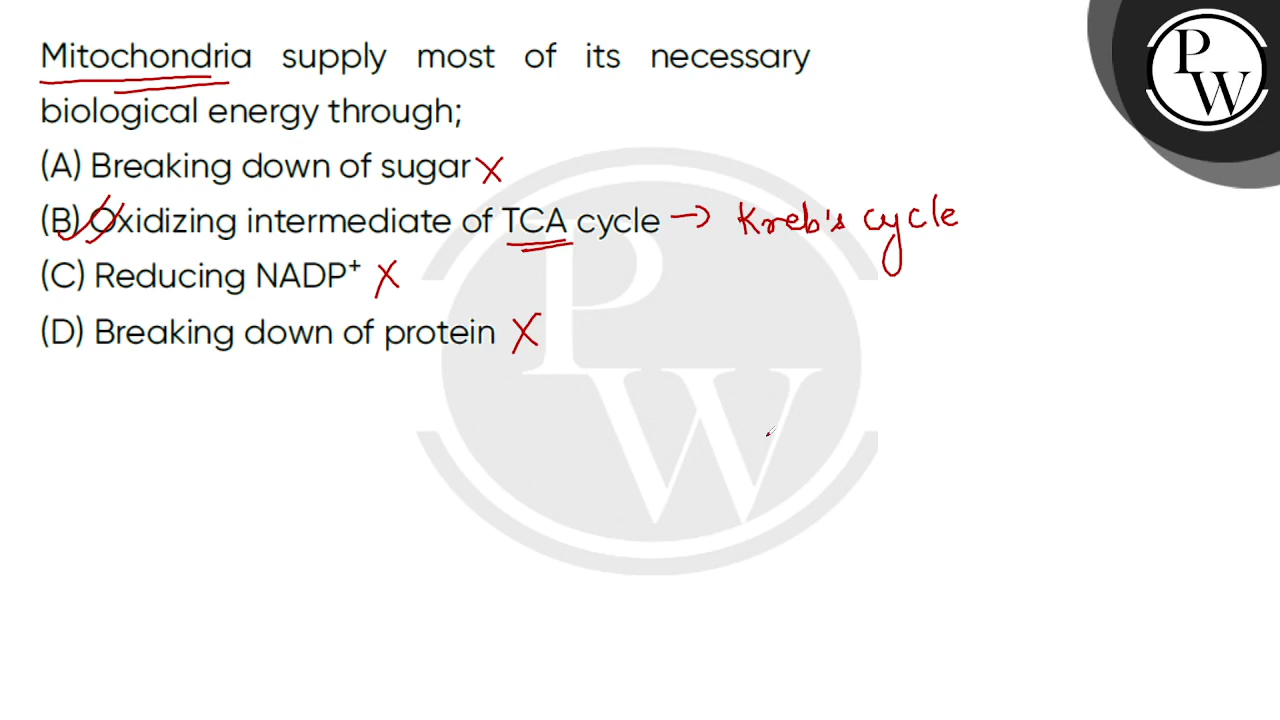 Mitochondria supply most of its necessary
biological energy through;
(A) Breaking down of sugar X
(B) Oxidizing intermediate of TCA cycle → Kreb's cycle
(C) Reducing NADP⁺ X
(D) Breaking down of protein X
P
W
P
W